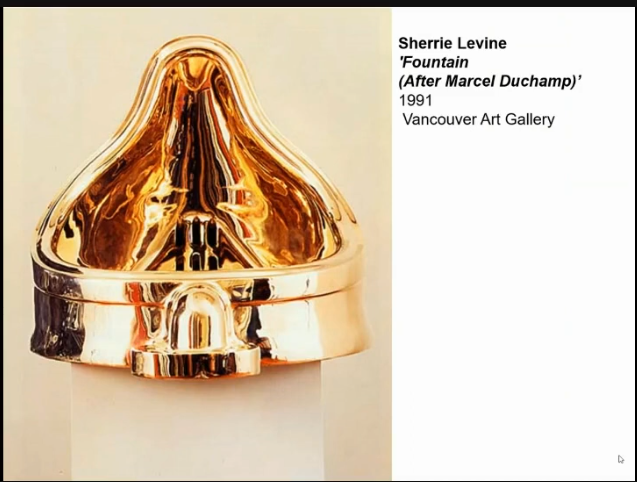 Sherrie Levine
'Fountain
(After Marcel Duchamp)’
1991
Vancouver Art Gallery